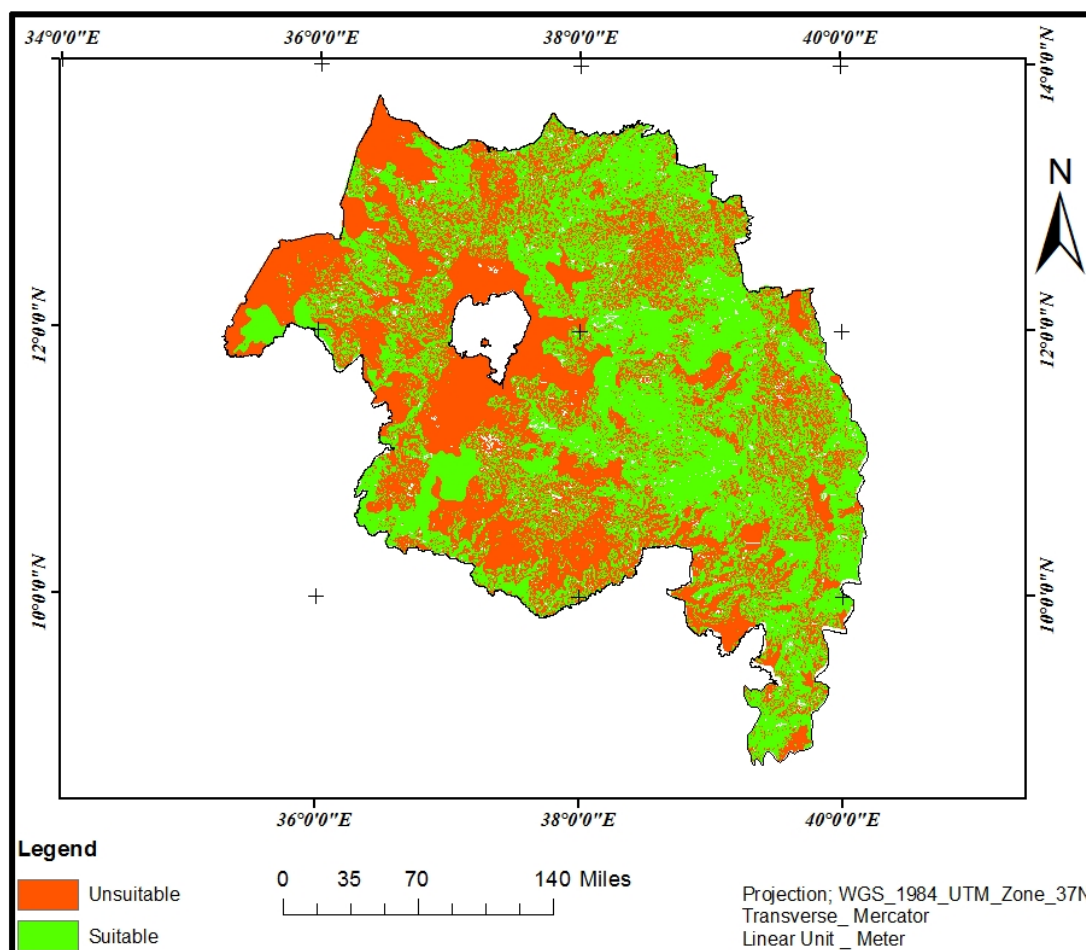 34°0'0"E 36°0'0"E 38°0'0"E 40°0'0"E
14°0'0"N
N
12°0'0"N 12°0'0"N
10°0'0"N 10°0'0"N
36°0'0"E 38°0'0"E 40°0'0"E
Legend
Unsuitable
Suitable
0 35 70 140 Miles
Projection; WGS_1984_UTM_Zone_37N
Transverse_ Mercator
Linear Unit _ Meter